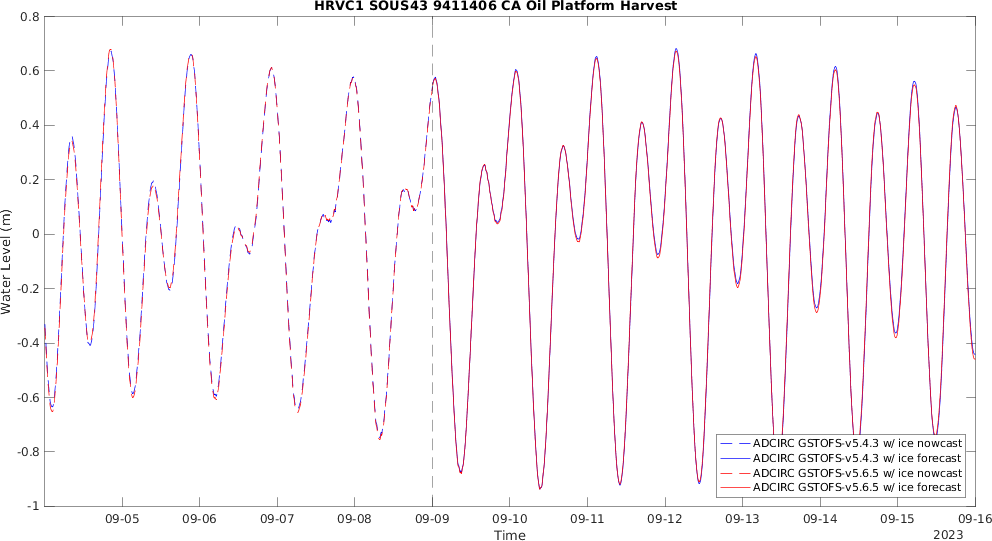 HRVC1 SOUS43 9411406 CA Oil Platform Harvest
0.8
0.6
0.4
0.2
0
-0.2
-0.4
-0.6
-0.8
-1
Water Level (m)
ADCIRC GSTOFS-v5.4.3 w/ ice nowcast
ADCIRC GSTOFS-v5.4.3 w/ ice forecast
ADCIRC GSTOFS-v5.6.5 w/ ice nowcast
ADCIRC GSTOFS-v5.6.5 w/ ice forecast
09-05 09-06 09-07 09-08 09-09 09-10 09-11 09-12 09-13 09-14 09-15 09-16
Time
2023